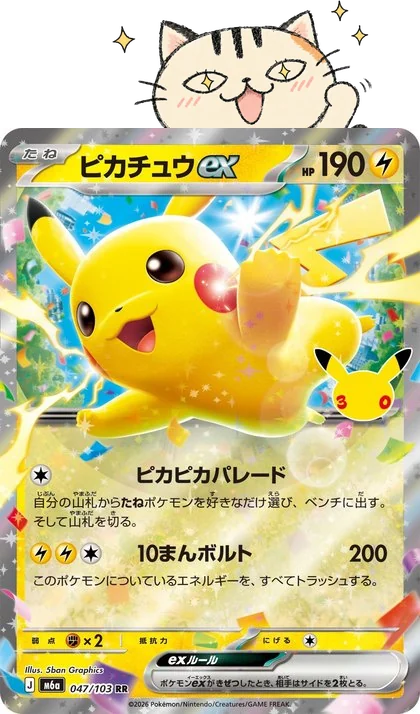 たね
ピカチュウex
HP 190
30
ピカピカパレード
自分の山札からたねポケモンを好きなだけ選び、ベンチに出す。
そして山札を切る。
10まんボルト 200
このポケモンについているエネルギーを、すべてトラッシュする。
弱点 ×2 抵抗力 にげる
Illus. 5ban Graphics
exルール
ポケモンexがきぜつしたとき、相手はサイドを2枚とる。
J M6a 047/103 RR
©2026 Pokémon/Nintendo/Creatures/GAME FREAK.